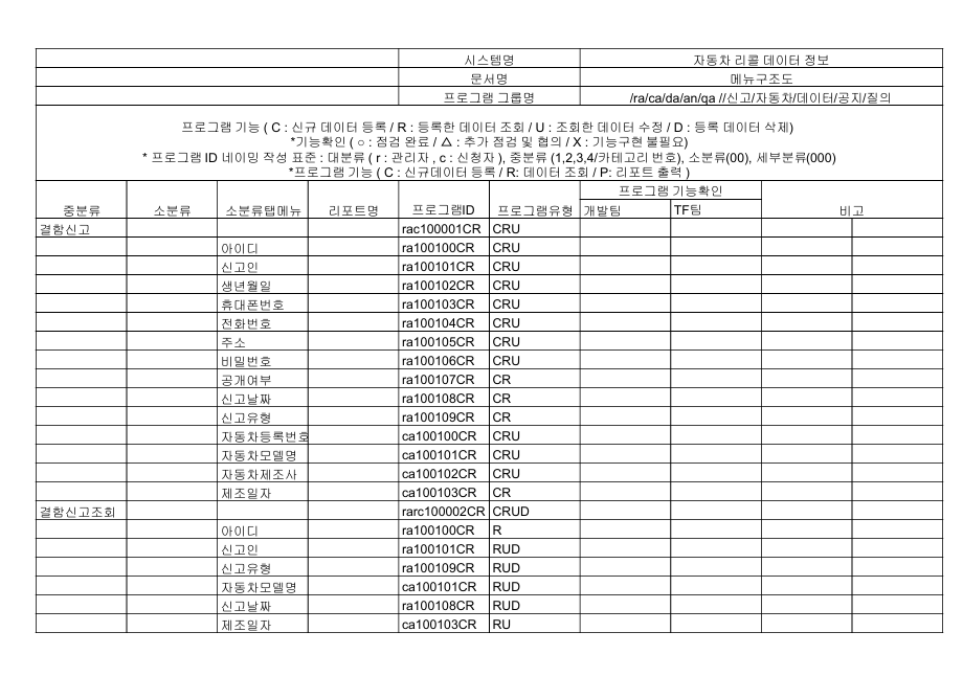 시스템명 자동차 리콜 데이터 정보
문서명 메뉴구조도
프로그램 그룹명 /ra/ca/da/an/qa //신고/자동차/데이터/공지/질의
프로그램 기능 ( C : 신규 데이터 등록 / R : 등록한 데이터 조회 / U : 조회한 데이터 수정 / D : 등록 데이터 삭제)
*기능확인 ( ○ : 점검 완료 / △ : 추가 점검 및 협의 / X : 기능구현 불필요)
* 프로그램 ID 네이밍 작성 표준 : 대분류 ( r : 관리자 , c : 신청자 ), 중분류 (1,2,3,4/카테고리 번호), 소분류(00), 세부분류(000)
*프로그램 기능 ( C : 신규데이터 등록 / R: 데이터 조회 / P: 리포트 출력 )
프로그램 기능확인
중분류 소분류 소분류탭메뉴 리포트명 프로그램ID 프로그램유형 개발팀 TF팀 비고
결함신고 rac100001CR CRU
아이디 ra100100CR CRU
신고인 ra100101CR CRU
생년월일 ra100102CR CRU
휴대폰번호 ra100103CR CRU
전화번호 ra100104CR CRU
주소 ra100105CR CRU
비밀번호 ra100106CR CRU
공개여부 ra100107CR CR
신고날짜 ra100108CR CR
신고유형 ra100109CR CR
자동차등록번호 ca100100CR CRU
자동차모델명 ca100101CR CRU
자동차제조사 ca100102CR CRU
제조일자 ca100103CR CR
결함신고조회 rarc100002CR CRUD
아이디 ra100100CR R
신고인 ra100101CR RUD
신고유형 ra100109CR RUD
자동차모델명 ca100101CR RUD
신고날짜 ra100108CR RUD
제조일자 ca100103CR RU